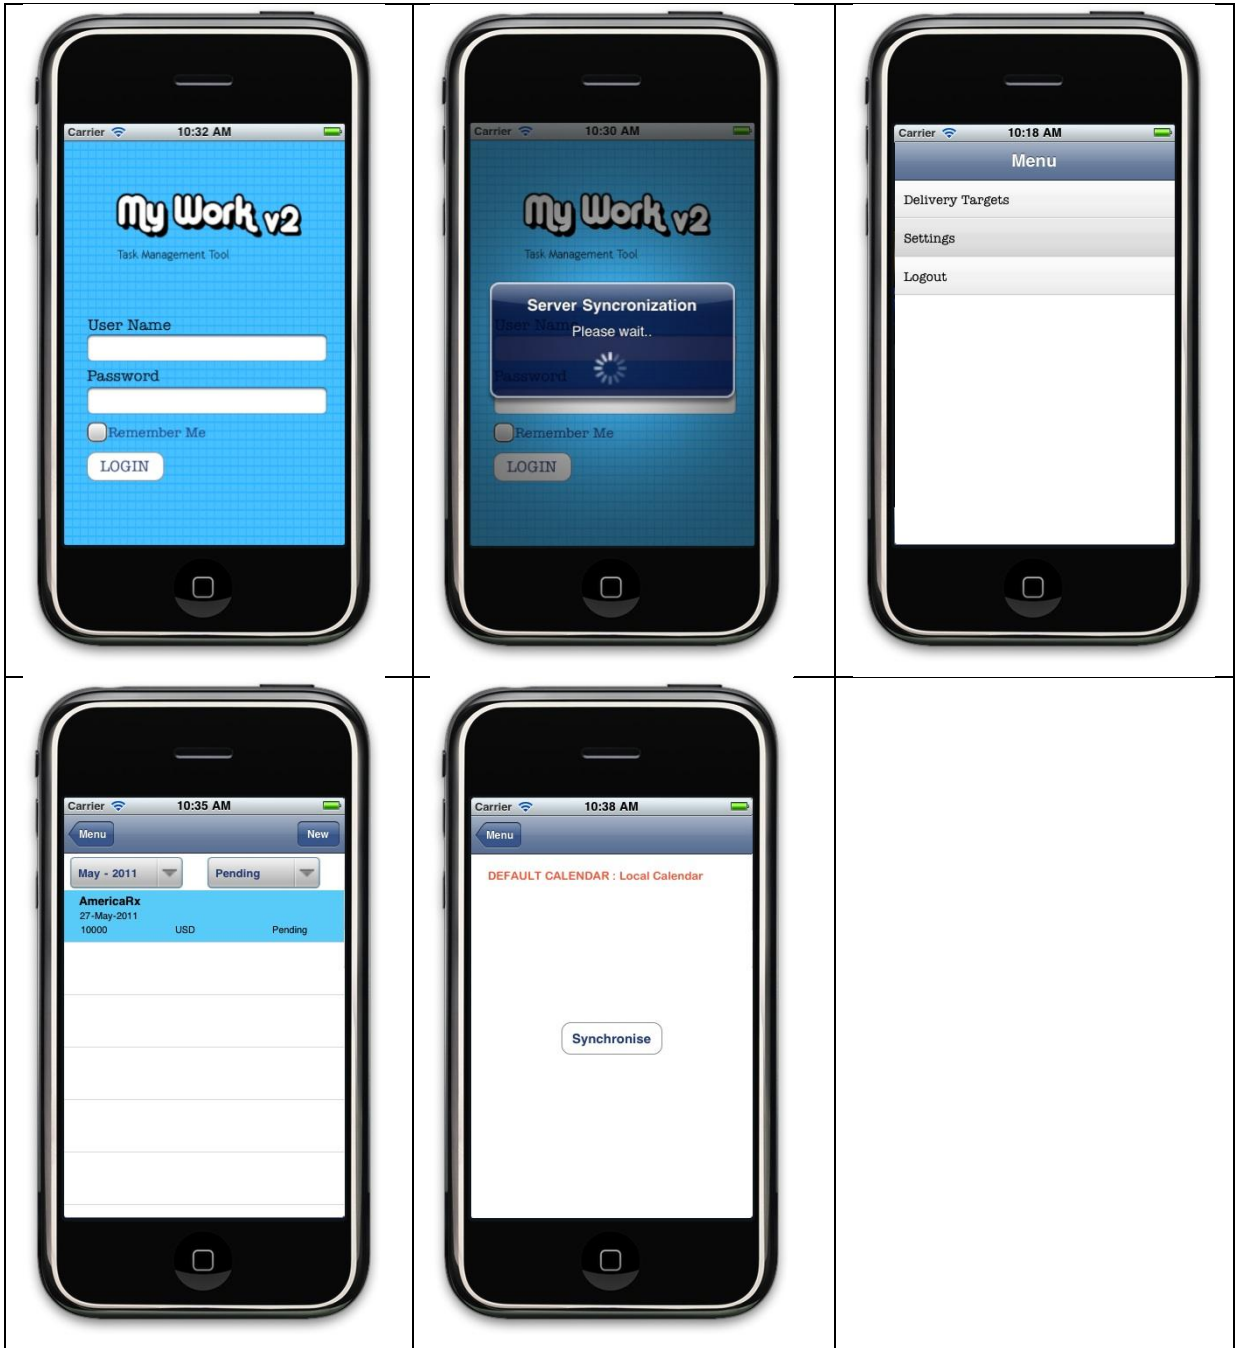 Carrier 10:32 AM
My Work v2
Task Management Tool
User Name
Password
Remember Me
LOGIN
Carrier 10:30 AM
My Work v2
Task Management Tool
Server Syncronization
User Name
Please wait..
Password
Remember Me
LOGIN
Carrier 10:18 AM
Menu
Delivery Targets
Settings
Logout
Carrier 10:35 AM
Menu New
May - 2011 Pending
AmericaRx
27-May-2011
10000 USD Pending
Carrier 10:38 AM
Menu
DEFAULT CALENDAR : Local Calendar
Synchronise